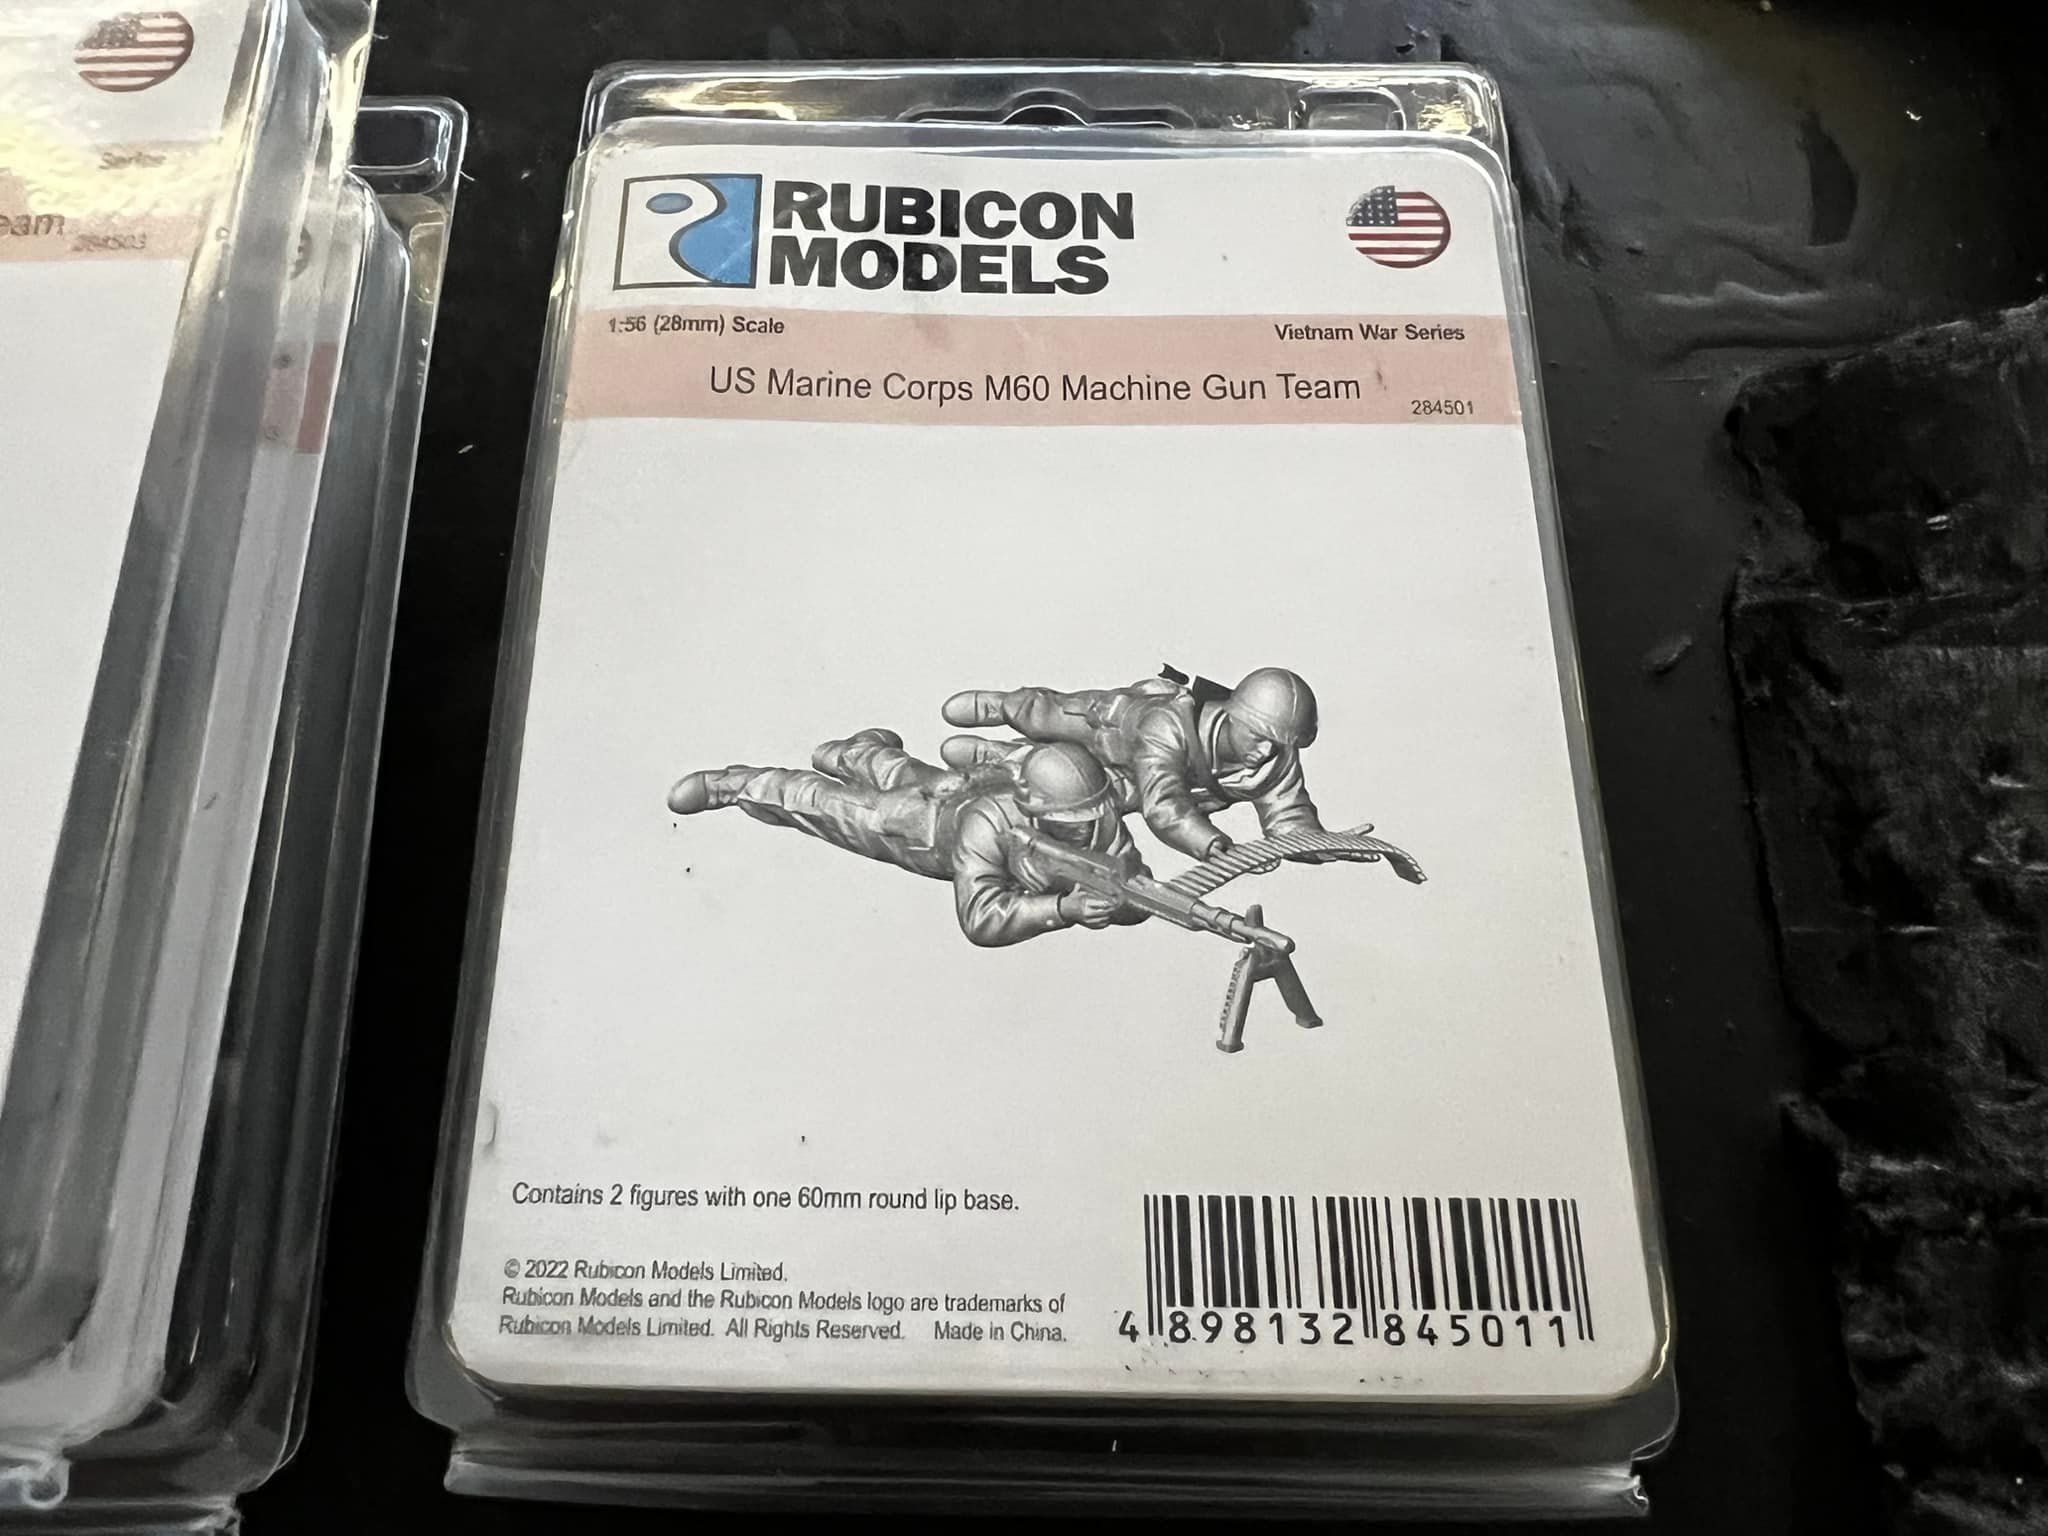 Series
eam
284503
RUBICON
MODELS
1:56 (28mm) Scale
Vietnam War Series
US Marine Corps M60 Machine Gun Team
284501
Contains 2 figures with one 60mm round lip base.
© 2022 Rubicon Models Limited.
Rubicon Models and the Rubicon Models logo are trademarks of
Rubicon Models Limited. All Rights Reserved. Made in China.
4 898132 845011